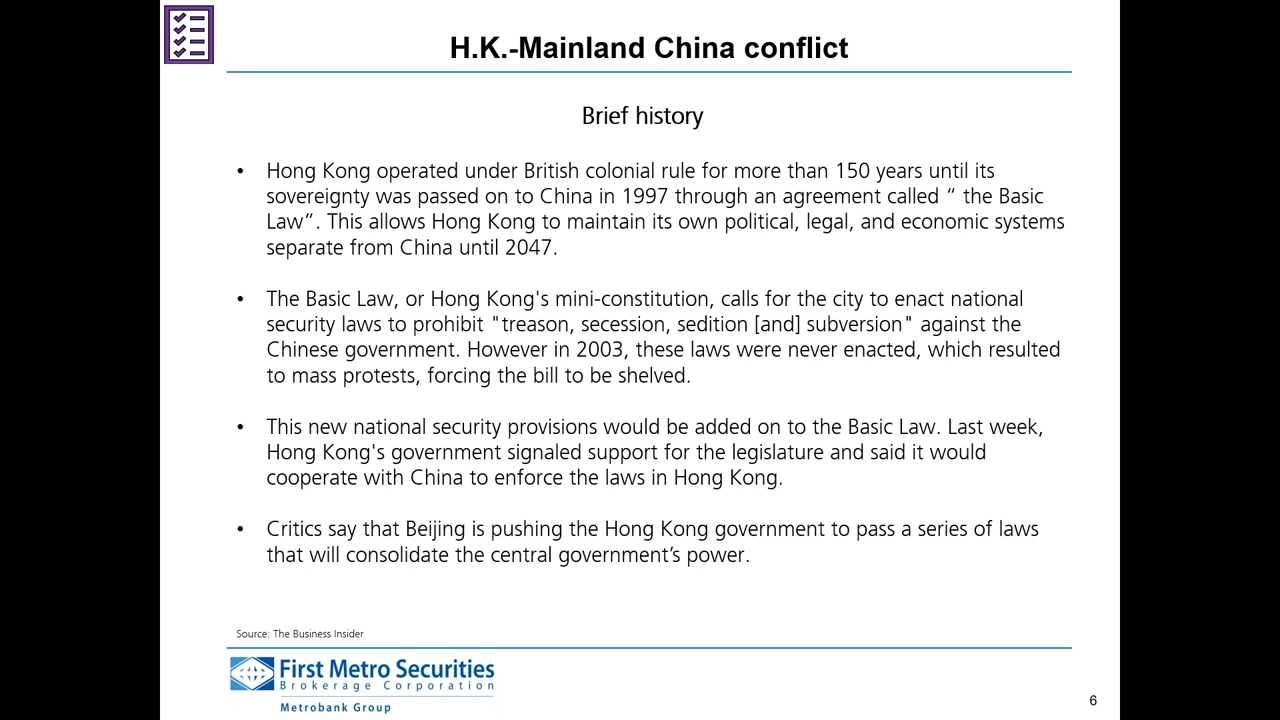 H.K.-Mainland China conflict
Brief history
• Hong Kong operated under British colonial rule for more than 150 years until its
sovereignty was passed on to China in 1997 through an agreement called “ the Basic
Law”. This allows Hong Kong to maintain its own political, legal, and economic systems
separate from China until 2047.
• The Basic Law, or Hong Kong's mini-constitution, calls for the city to enact national
security laws to prohibit "treason, secession, sedition [and] subversion" against the
Chinese government. However in 2003, these laws were never enacted, which resulted
to mass protests, forcing the bill to be shelved.
• This new national security provisions would be added on to the Basic Law. Last week,
Hong Kong's government signaled support for the legislature and said it would
cooperate with China to enforce the laws in Hong Kong.
• Critics say that Beijing is pushing the Hong Kong government to pass a series of laws
that will consolidate the central government’s power.
Source: The Business Insider
First Metro Securities
Brokerage Corporation
Metrobank Group
6